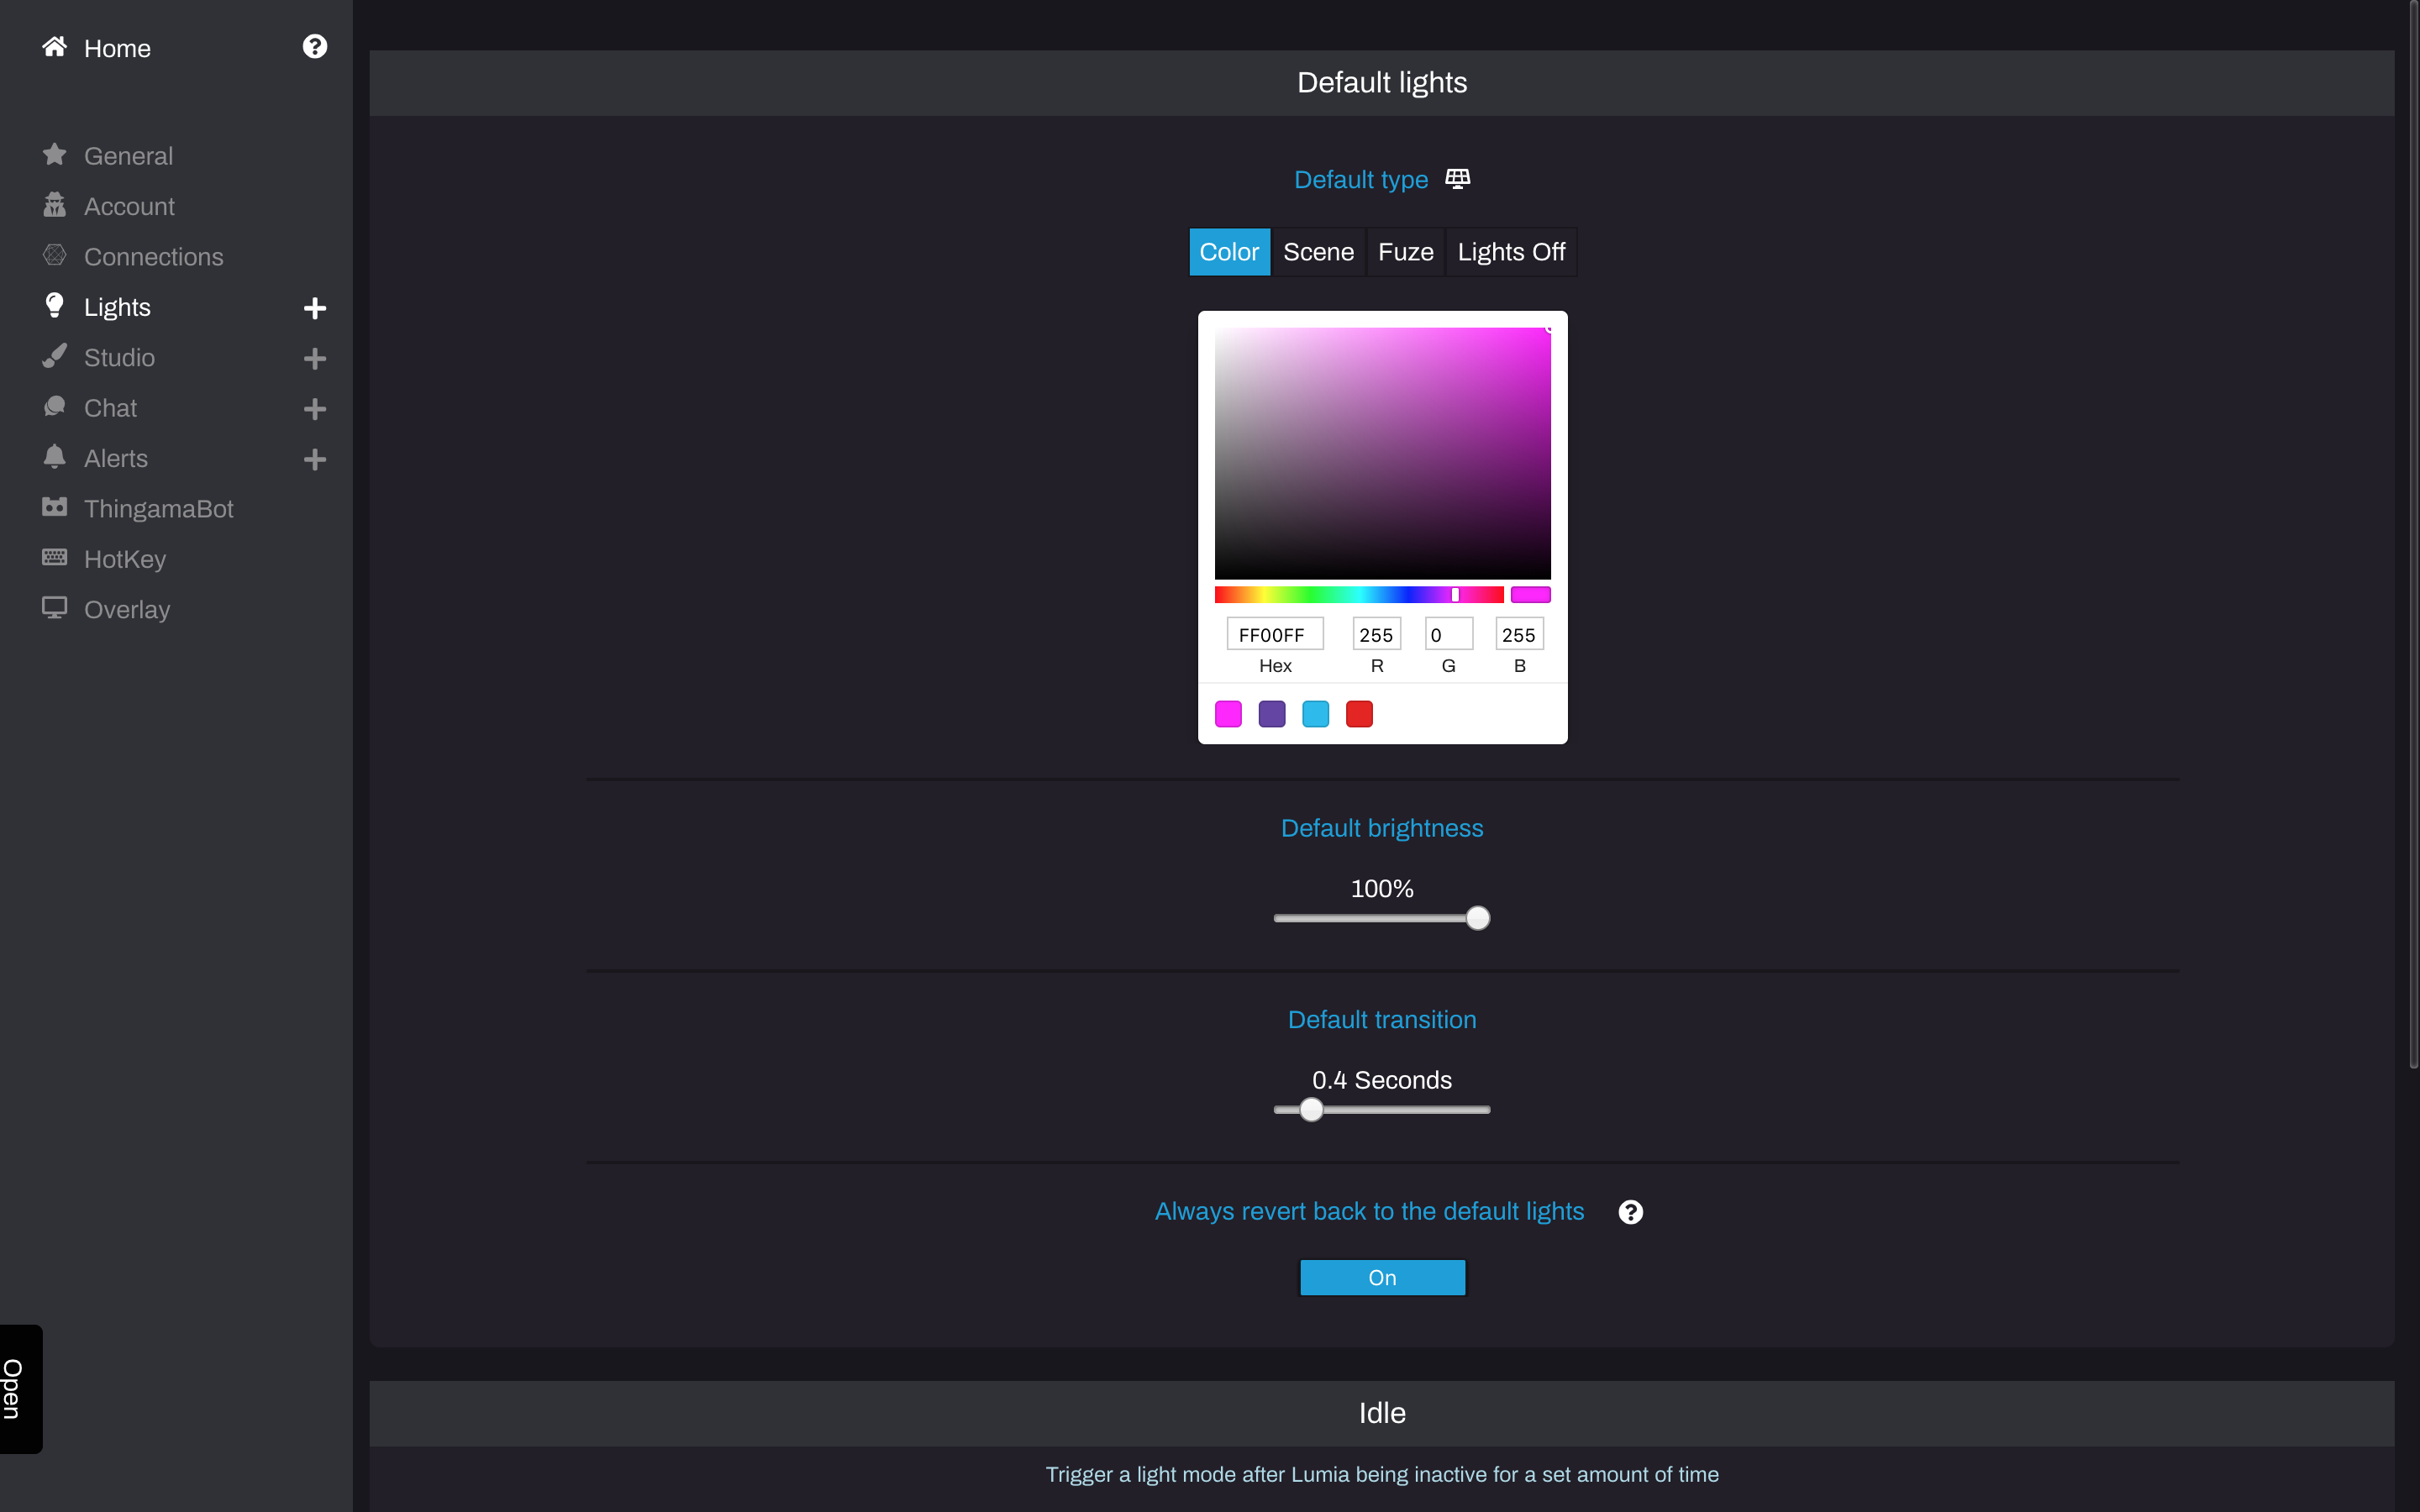 Home
General
Account
Connections
Lights
Studio
Chat
Alerts
ThingamaBot
HotKey
Overlay
Open
Default lights
Default type
Color Scene Fuze Lights Off
FF00FF 255 0 255
Hex R G B
Default brightness
100%
Default transition
0.4 Seconds
Always revert back to the default lights
On
Idle
Trigger a light mode after Lumia being inactive for a set amount of time